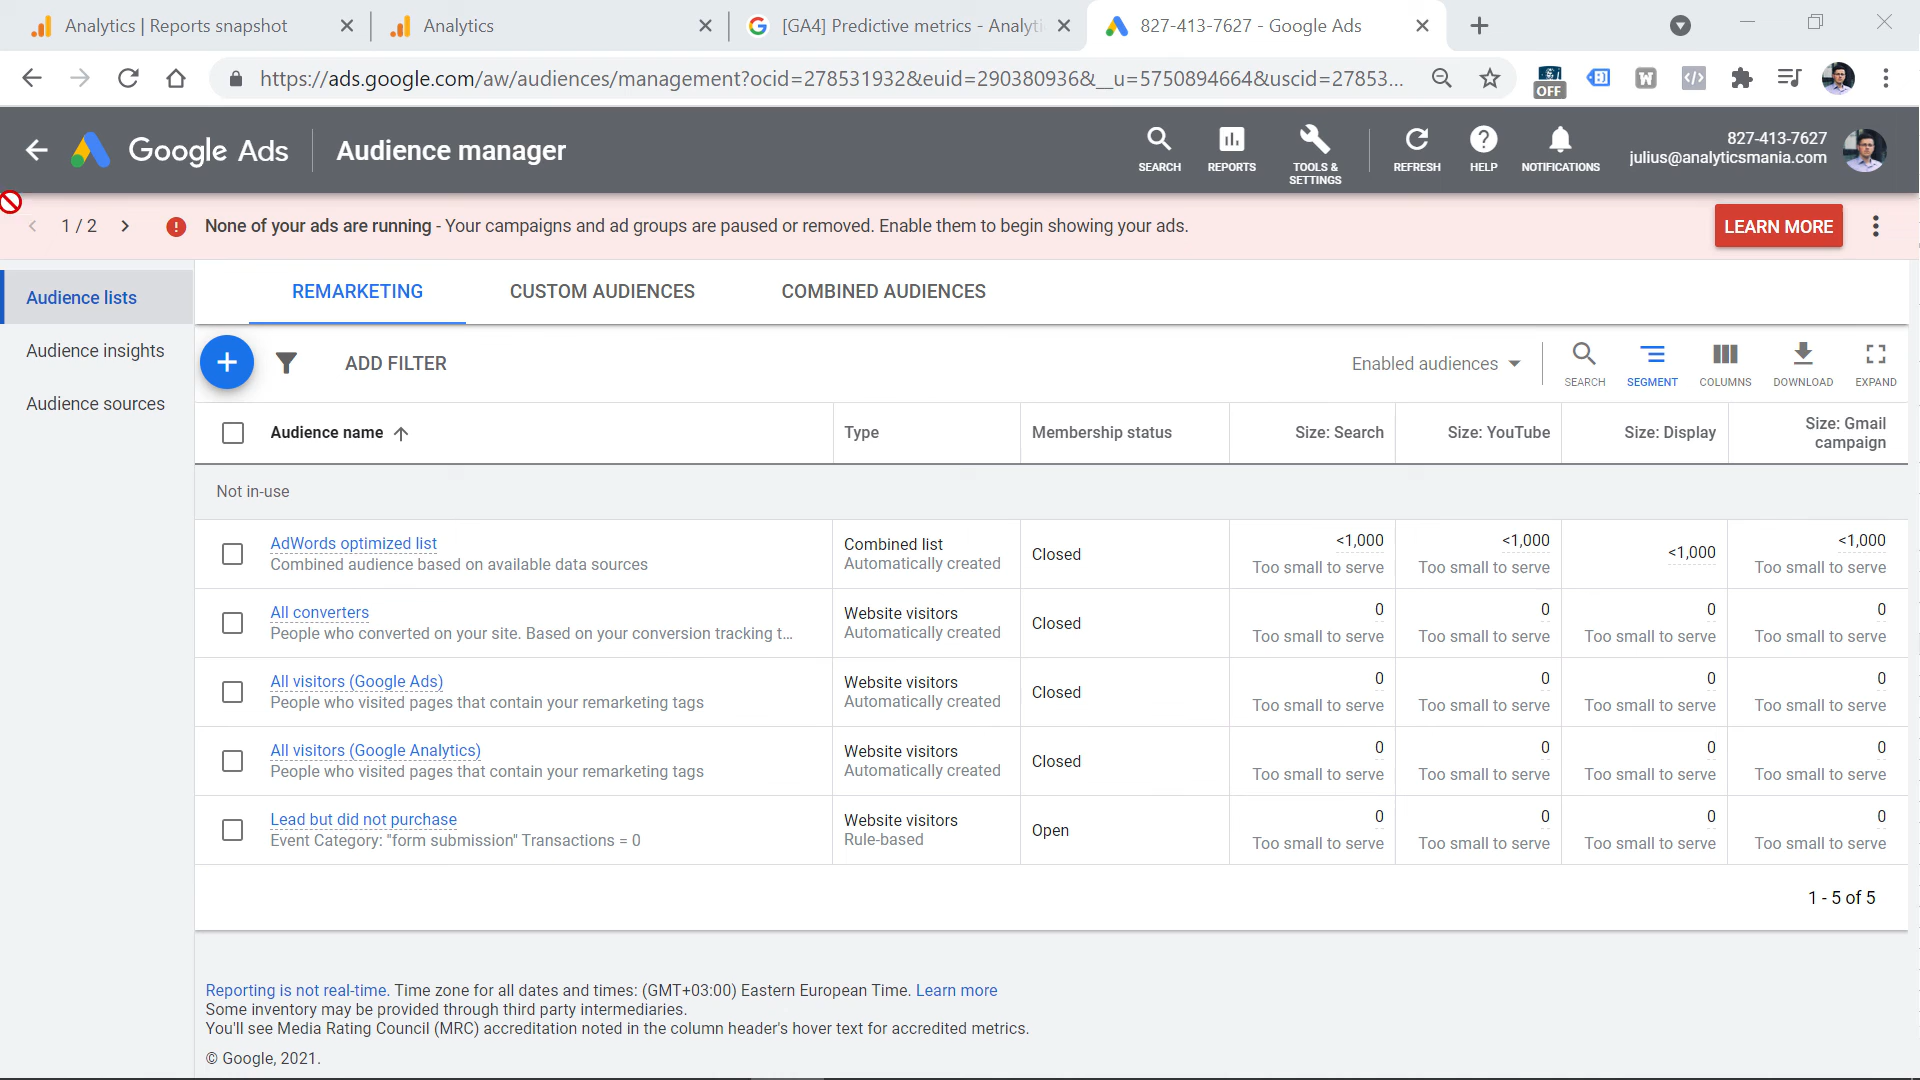 Analytics | Reports snapshot
Analytics
[GA4] Predictive metrics - Analyti
827-413-7627 - Google Ads
https://ads.google.com/aw/audiences/management?ocid=278531932&euid=290380936&__u=5750894664&uscid=27853...
OFF
W
Google Ads
Audience manager
SEARCH
REPORTS
TOOLS & SETTINGS
REFRESH
HELP
NOTIFICATIONS
827-413-7627
julius@analyticsmania.com
1 / 2
None of your ads are running - Your campaigns and ad groups are paused or removed. Enable them to begin showing your ads.
LEARN MORE
Audience lists
Audience insights
Audience sources
REMARKETING
CUSTOM AUDIENCES
COMBINED AUDIENCES
ADD FILTER
Enabled audiences
SEARCH
SEGMENT
COLUMNS
DOWNLOAD
EXPAND
Audience name
Type
Membership status
Size: Search
Size: YouTube
Size: Display
Size: Gmail campaign
Not in-use
AdWords optimized list
Combined audience based on available data sources
Combined list
Automatically created
Closed
<1,000
Too small to serve
<1,000
Too small to serve
<1,000
<1,000
Too small to serve
All converters
People who converted on your site. Based on your conversion tracking t...
Website visitors
Automatically created
Closed
0
Too small to serve
0
Too small to serve
0
Too small to serve
0
Too small to serve
All visitors (Google Ads)
People who visited pages that contain your remarketing tags
Website visitors
Automatically created
Closed
0
Too small to serve
0
Too small to serve
0
Too small to serve
0
Too small to serve
All visitors (Google Analytics)
People who visited pages that contain your remarketing tags
Website visitors
Automatically created
Closed
0
Too small to serve
0
Too small to serve
0
Too small to serve
0
Too small to serve
Lead but did not purchase
Event Category: "form submission" Transactions = 0
Website visitors
Rule-based
Open
0
Too small to serve
0
Too small to serve
0
Too small to serve
0
Too small to serve
1 - 5 of 5
Reporting is not real-time. Time zone for all dates and times: (GMT+03:00) Eastern European Time. Learn more
Some inventory may be provided through third party intermediaries.
You'll see Media Rating Council (MRC) accreditation noted in the column header's hover text for accredited metrics.
© Google, 2021.